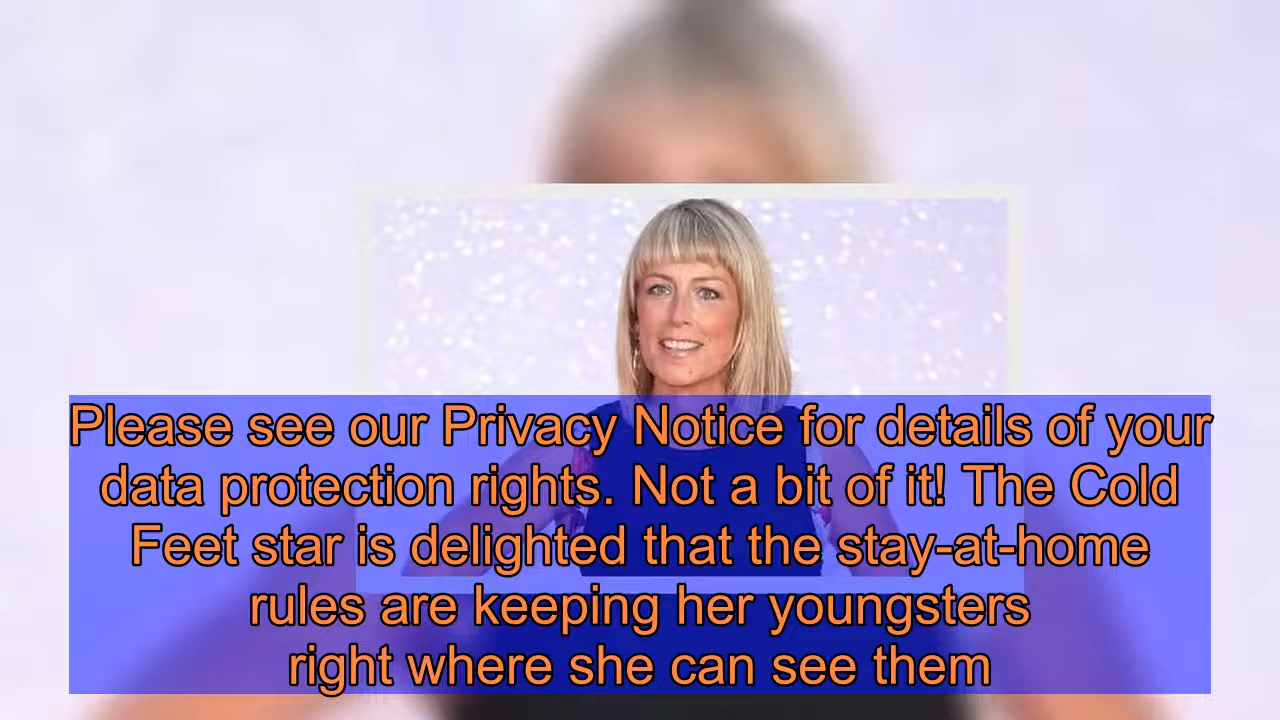 Please see our Privacy Notice for details of your
data protection rights. Not a bit of it! The Cold
Feet star is delighted that the stay-at-home
rules are keeping her youngsters
right where she can see them